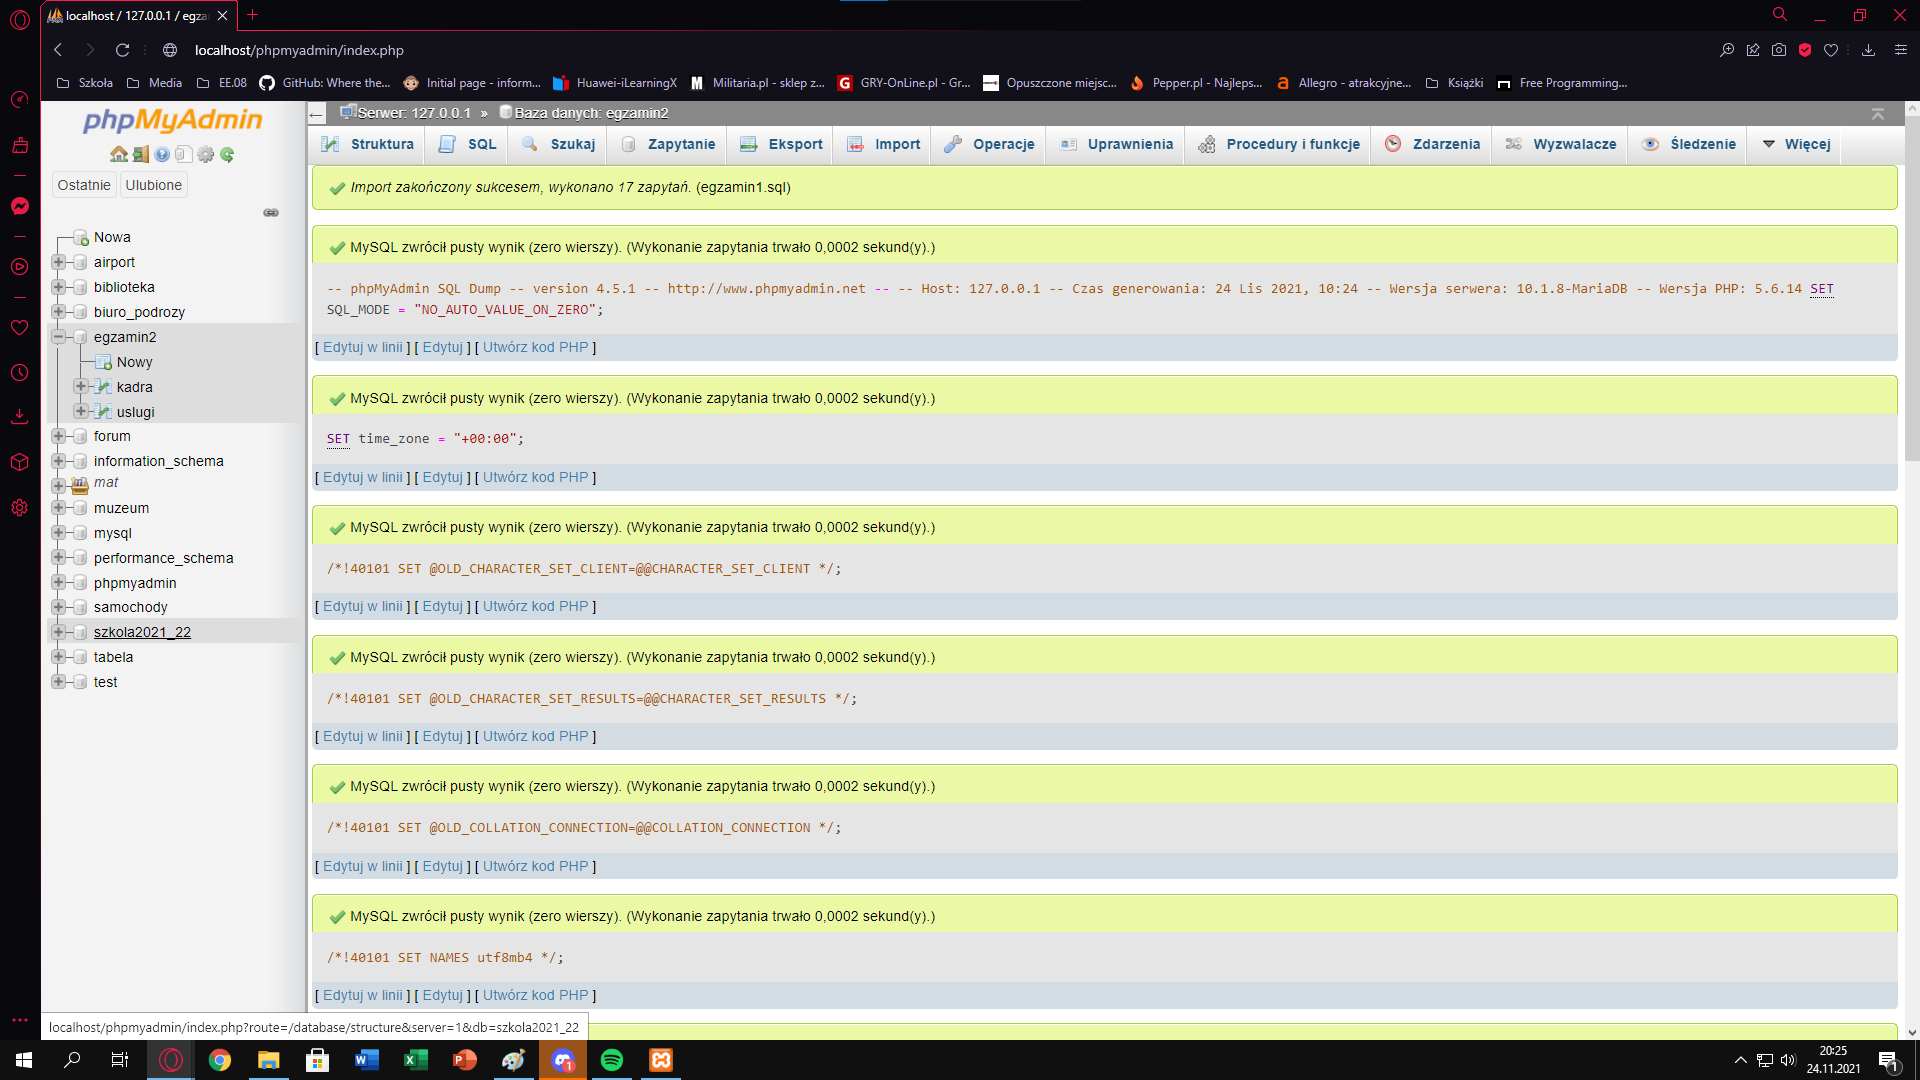 localhost / 127.0.0.1 / egza
localhost/phpmyadmin/index.php
Szkoła
Media
EE.08
GitHub: Where the...
Initial page - inform...
Huawei-iLearningX
Militaria.pl - sklep z...
GRY-OnLine.pl - Gr...
Opuszczone miejsc...
Pepper.pl - Najleps...
Allegro - atrakcyjne...
Książki
Free Programming...
phpMyAdmin
Ostatnie
Ulubione
Nowa
airport
biblioteka
biuro_podrozy
egzamin2
Nowy
kadra
uslugi
forum
information_schema
mat
muzeum
mysql
performance_schema
phpmyadmin
samochody
szkola2021_22
tabela
test
Serwer: 127.0.0.1 » Baza danych: egzamin2
Struktura
SQL
Szukaj
Zapytanie
Eksport
Import
Operacje
Uprawnienia
Procedury i funkcje
Zdarzenia
Wyzwalacze
Śledzenie
Więcej
Import zakończony sukcesem, wykonano 17 zapytań. (egzamin1.sql)
MySQL zwrócił pusty wynik (zero wierszy). (Wykonanie zapytania trwało 0,0002 sekund(y).)
-- phpMyAdmin SQL Dump -- version 4.5.1 -- http://www.phpmyadmin.net -- -- Host: 127.0.0.1 -- Czas generowania: 24 Lis 2021, 10:24 -- Wersja serwera: 10.1.8-MariaDB -- Wersja PHP: 5.6.14 SET
SQL_MODE = "NO_AUTO_VALUE_ON_ZERO";
[ Edytuj w linii ] [ Edytuj ] [ Utwórz kod PHP ]
MySQL zwrócił pusty wynik (zero wierszy). (Wykonanie zapytania trwało 0,0002 sekund(y).)
SET time_zone = "+00:00";
[ Edytuj w linii ] [ Edytuj ] [ Utwórz kod PHP ]
MySQL zwrócił pusty wynik (zero wierszy). (Wykonanie zapytania trwało 0,0002 sekund(y).)
/*!40101 SET @OLD_CHARACTER_SET_CLIENT=@@CHARACTER_SET_CLIENT */;
[ Edytuj w linii ] [ Edytuj ] [ Utwórz kod PHP ]
MySQL zwrócił pusty wynik (zero wierszy). (Wykonanie zapytania trwało 0,0002 sekund(y).)
/*!40101 SET @OLD_CHARACTER_SET_RESULTS=@@CHARACTER_SET_RESULTS */;
[ Edytuj w linii ] [ Edytuj ] [ Utwórz kod PHP ]
MySQL zwrócił pusty wynik (zero wierszy). (Wykonanie zapytania trwało 0,0002 sekund(y).)
/*!40101 SET @OLD_COLLATION_CONNECTION=@@COLLATION_CONNECTION */;
[ Edytuj w linii ] [ Edytuj ] [ Utwórz kod PHP ]
MySQL zwrócił pusty wynik (zero wierszy). (Wykonanie zapytania trwało 0,0002 sekund(y).)
/*!40101 SET NAMES utf8mb4 */;
[ Edytuj w linii ] [ Edytuj ] [ Utwórz kod PHP ]
localhost/phpmyadmin/index.php?route=/database/structure&server=1&db=szkola2021_22
20:25
24.11.2021